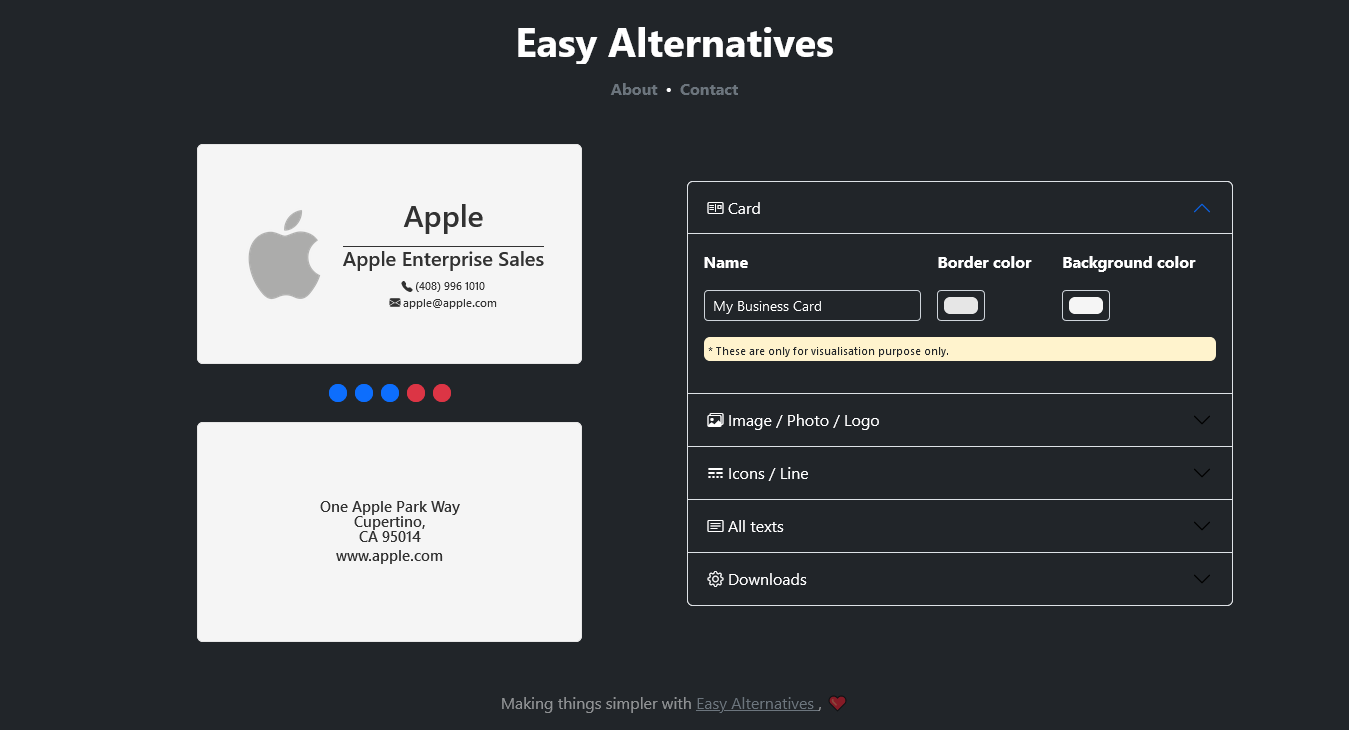 Easy Alternatives
About • Contact
Apple
Apple Enterprise Sales
(408) 996 1010
apple@apple.com
One Apple Park Way
Cupertino,
CA 95014
www.apple.com
Card
Name
Border color
Background color
My Business Card
* These are only for visualisation purpose only.
Image / Photo / Logo
Icons / Line
All texts
Downloads
Making things simpler with Easy Alternatives ,